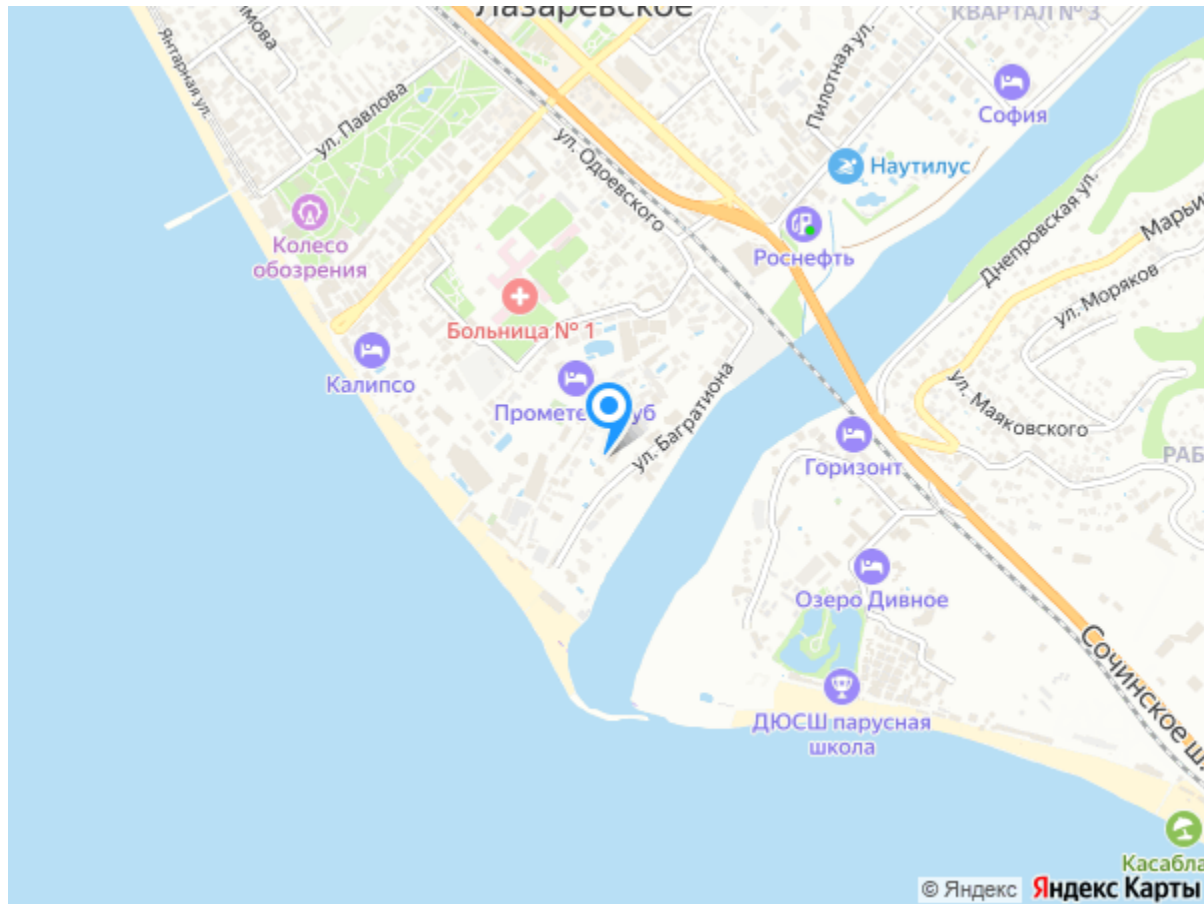 Лазаревское
КВАРТАЛ № 3
Янтарная ул.
ул. Павлова
Пилотная ул.
София
ул. Одоевского
Наутилус
Колесо
обозрения
Роснефть
Днепровская ул.
ул. Моряков
Больница № 1
Калипсо
ул. Багратиона
ул. Маяковского
Горизонт
Озеро Дивное
ДЮСШ парусная
школа
Сочинское
© Яндекс Яндекс Карты